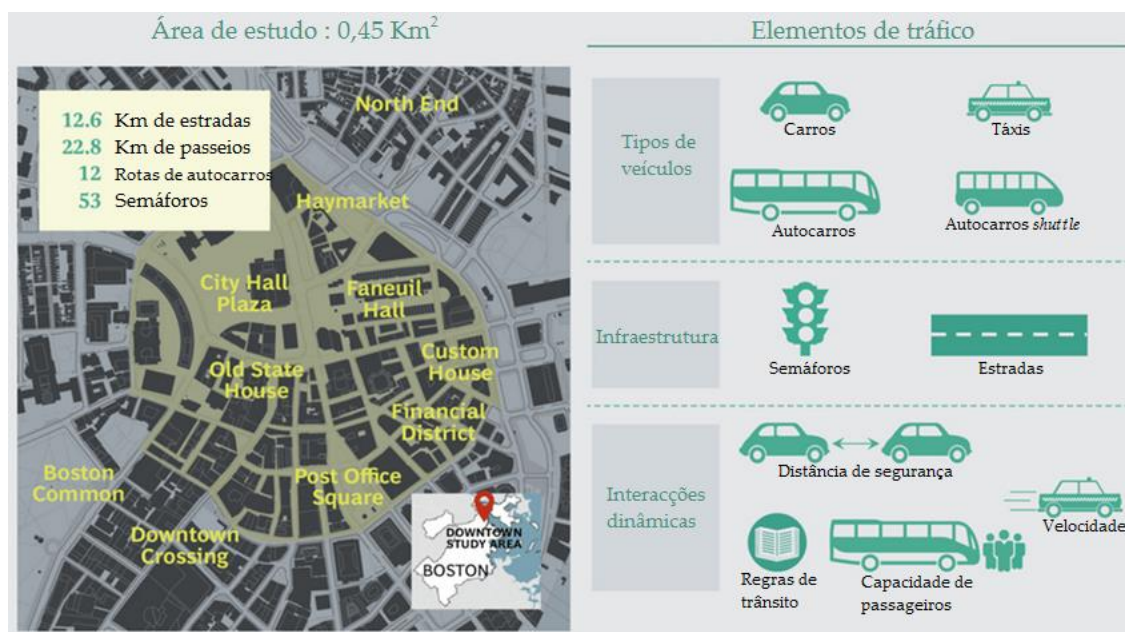 Área de estudo : 0,45 Km²
12.6 Km de estradas
22.8 Km de passeios
12 Rotas de autocarros
53 Semáforos
North End
Haymarket
City Hall
Plaza
Faneuil
Hall
Old State
House
Custom
House
Financial
District
Post Office
Square
Boston
Common
Downtown
Crossing
DOWNTOWN
STUDY AREA
BOSTON
Elementos de tráfico
Tipos de
veículos
Carros
Táxis
Autocarros
Autocarros shuttle
Infraestrutura
Semáforos
Estradas
Interacções
dinâmicas
Distância de segurança
Velocidade
Regras de
trânsito
Capacidade de
passageiros